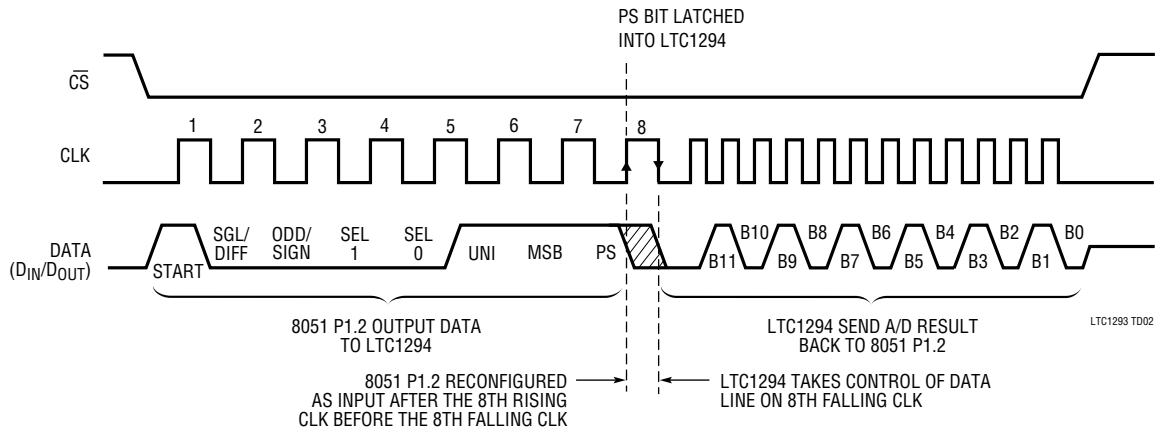 PS BIT LATCHED
INTO LTC1294
CS
1 2 3 4 5 6 7 8
CLK
DATA
(DIN/DOUT)
START
SGL/
DIFF
ODD/
SIGN
SEL
1
SEL
0
UNI
MSB
PS
B11
B10
B9
B8
B7
B6
B5
B4
B3
B2
B1
B0
8051 P1.2 OUTPUT DATA
TO LTC1294
LTC1294 SEND A/D RESULT
BACK TO 8051 P1.2
LTC1293 TD02
8051 P1.2 RECONFIGURED
AS INPUT AFTER THE 8TH RISING
CLK BEFORE THE 8TH FALLING CLK
LTC1294 TAKES CONTROL OF DATA
LINE ON 8TH FALLING CLK